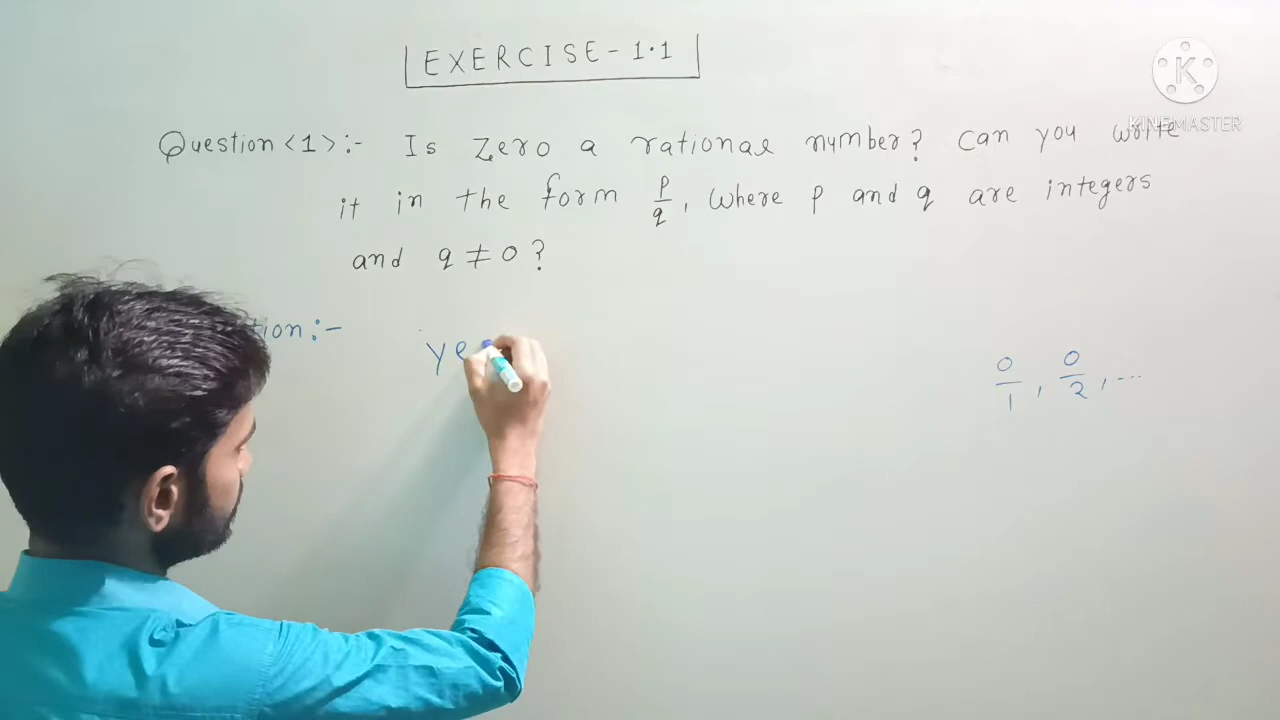 EXERCISE-1.1
Question<1>:- Is zero a rational number? Can you write
it in the form p/q, where p and q are integers
and q ≠ 0?
tion:-
ye
0/1, 0/2, ...
KINEMASTER